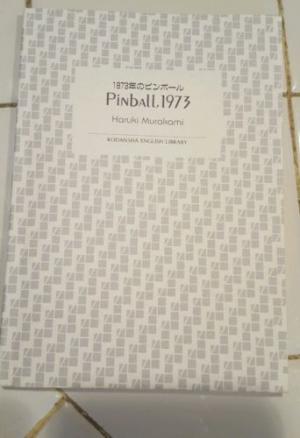 1973年のピンボール
Pinball, 1973
Haruki Murakami
KODANSHA ENGLISH LIBRARY